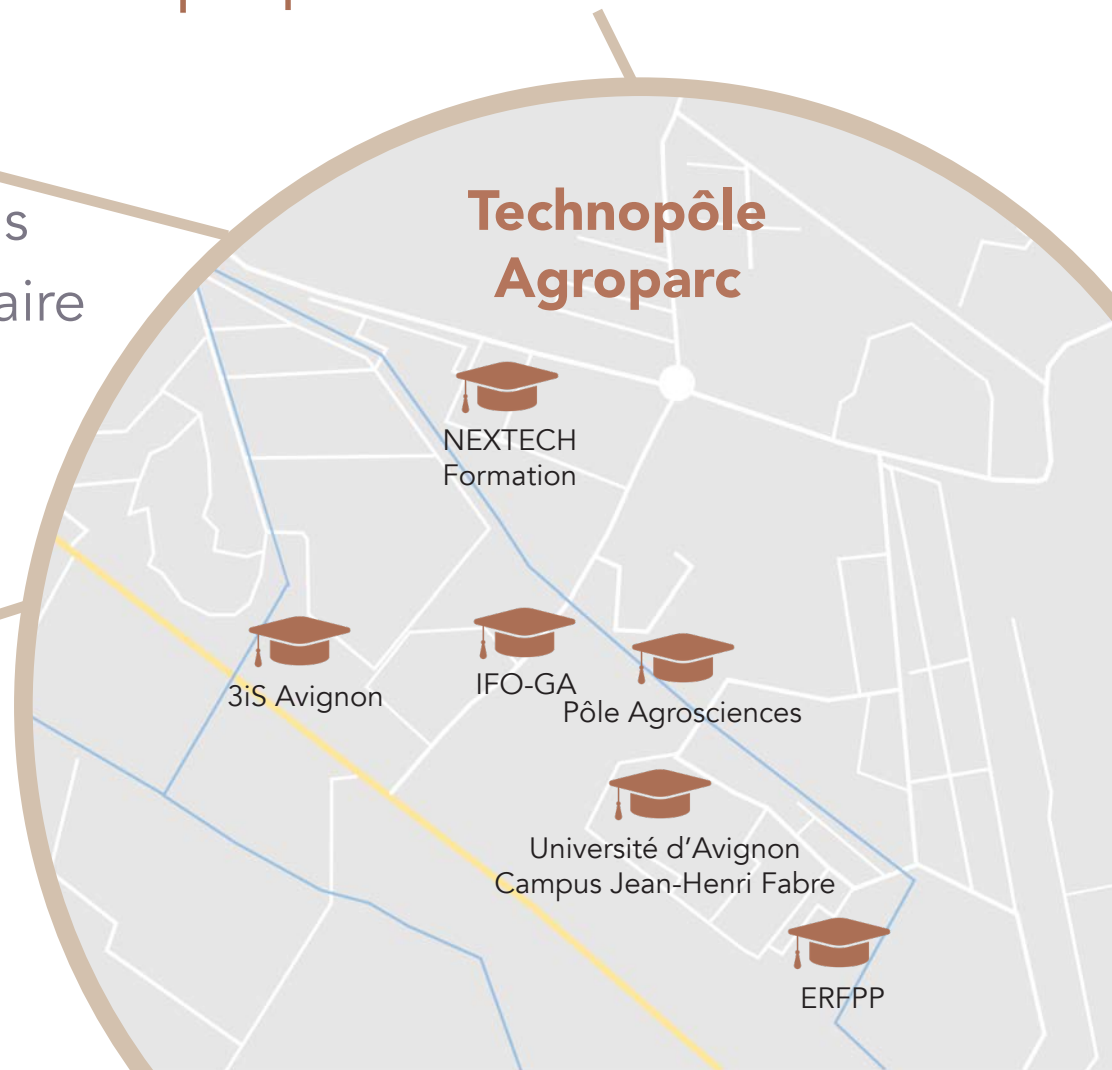 s
aire
Technopôle
Agroparc
NEXTECH
Formation
3iS Avignon
IFO-GA
Pôle Agrosciences
Université d’Avignon
Campus Jean-Henri Fabre
ERFPP